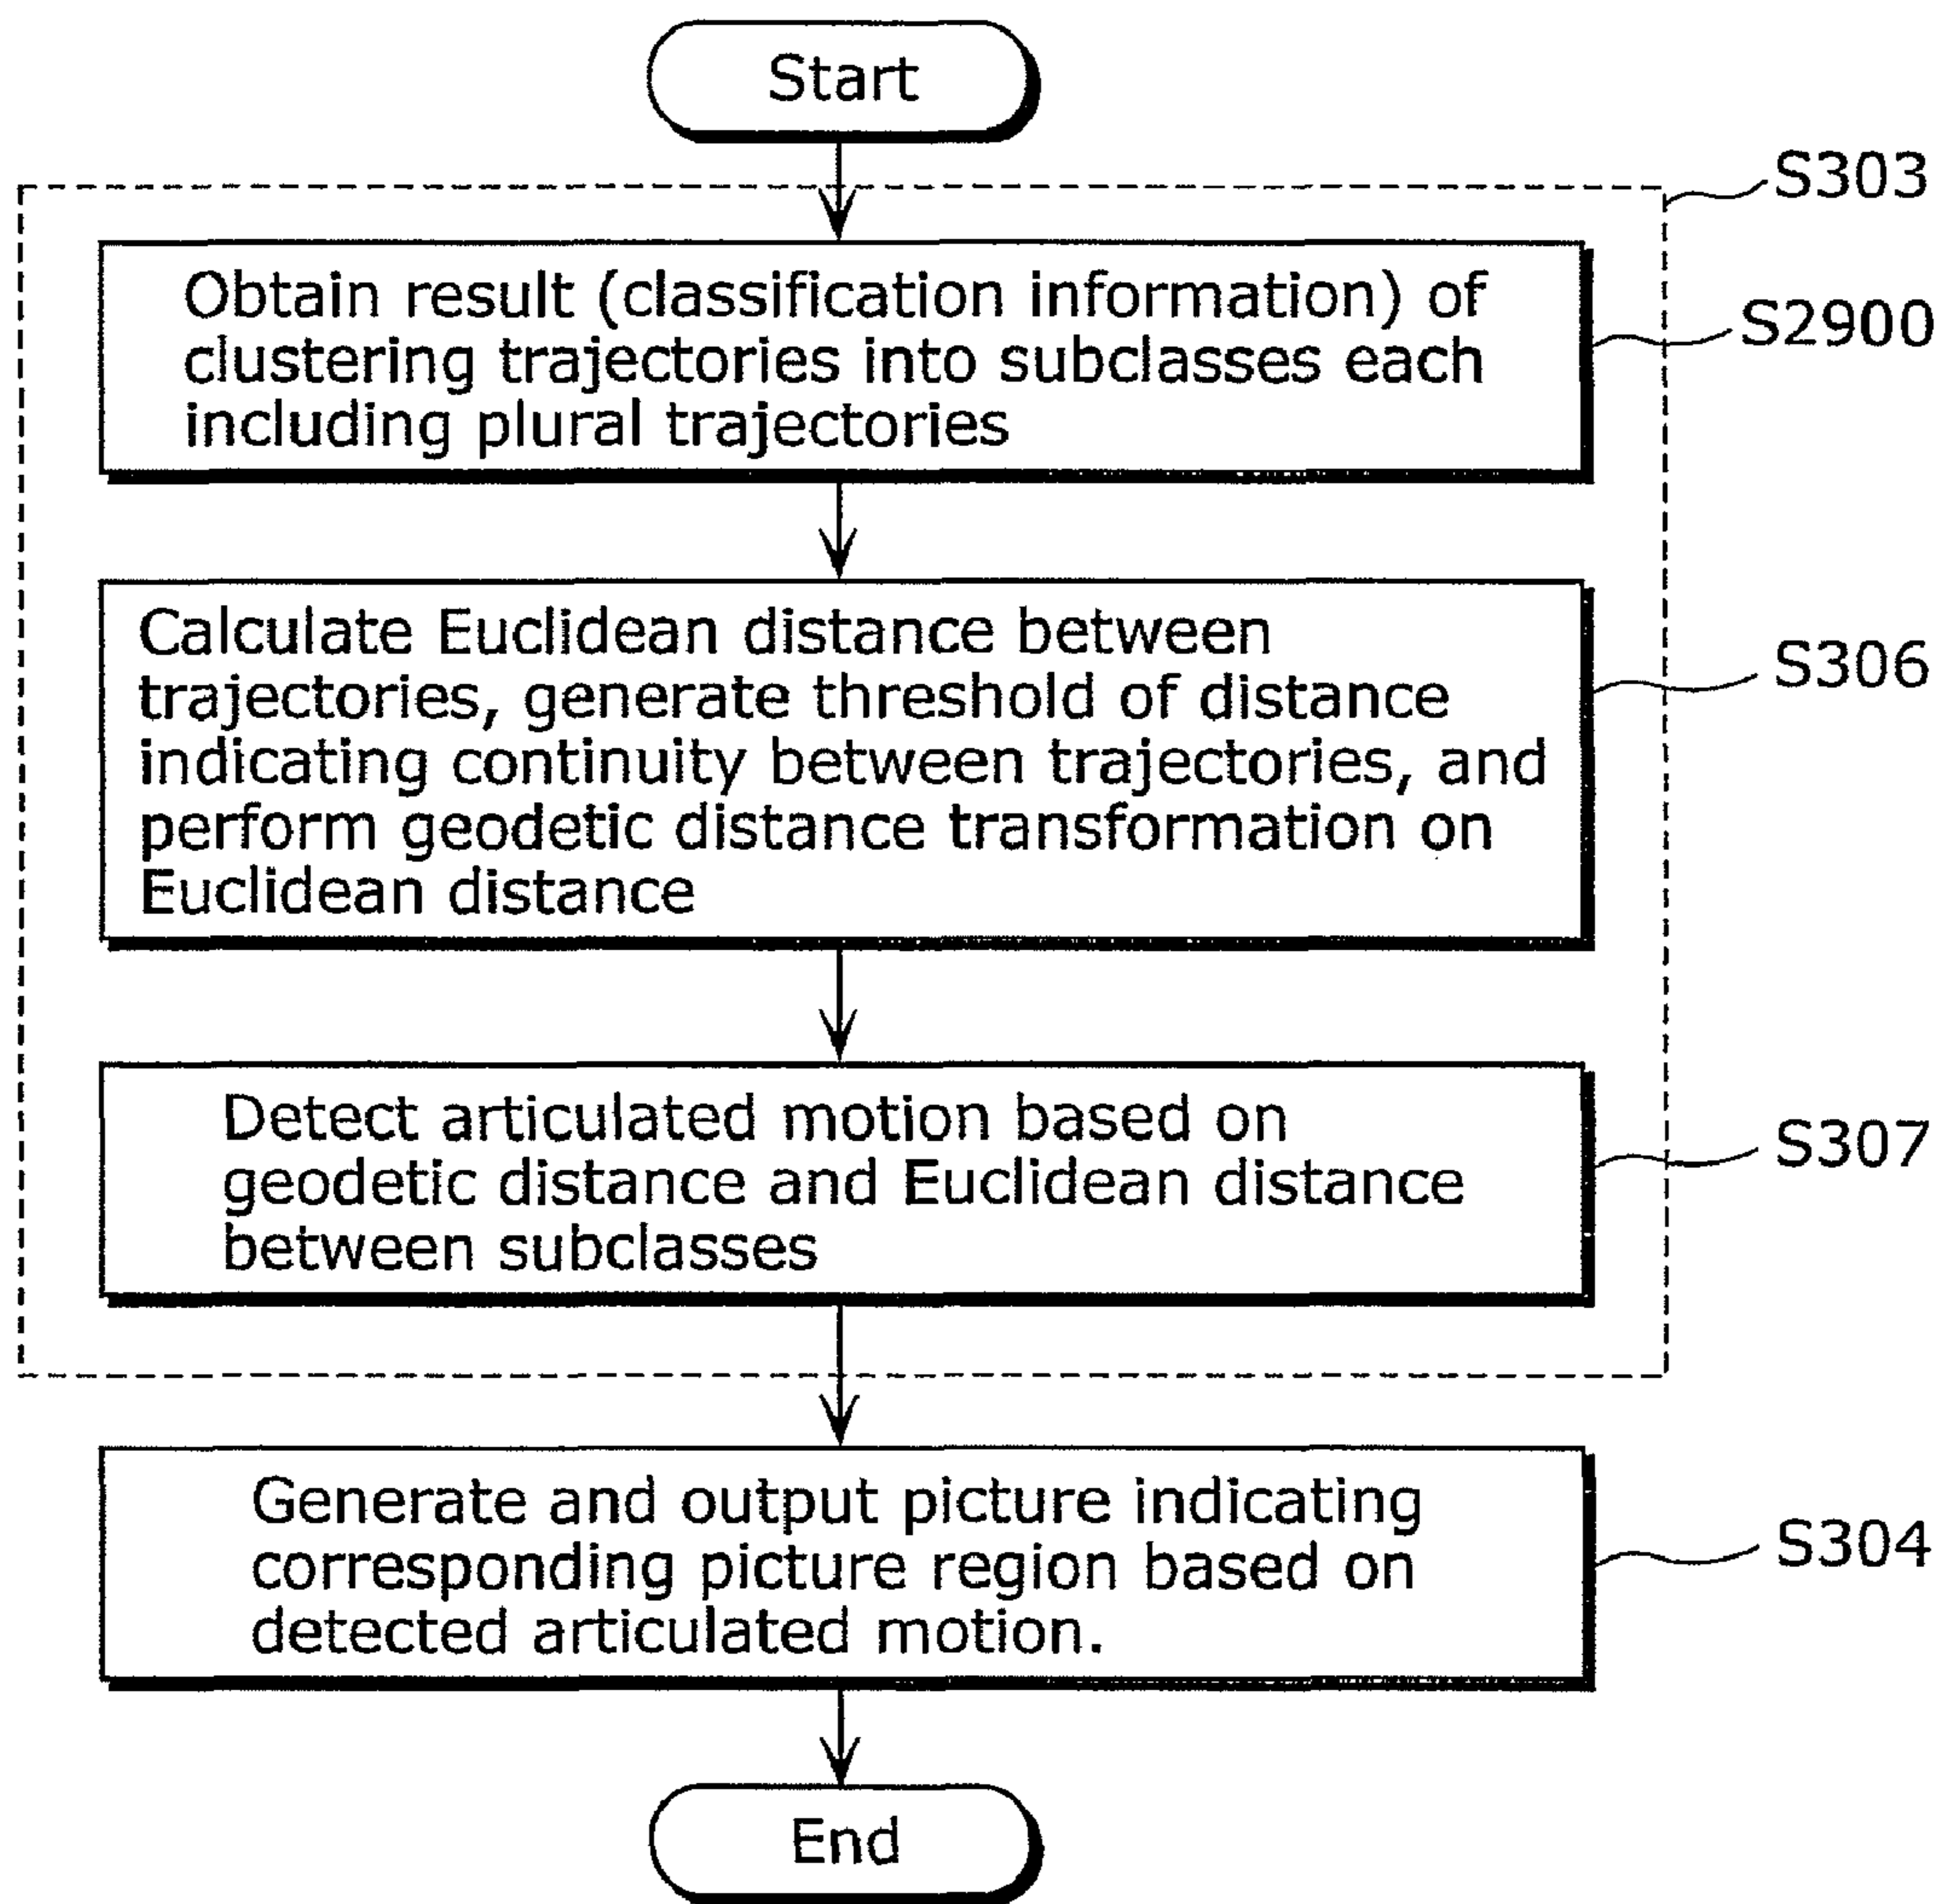 Start
S303
Obtain result (classification information) of
clustering trajectories into subclasses each
including plural trajectories
S2900
Calculate Euclidean distance between
trajectories, generate threshold of distance
indicating continuity between trajectories, and
perform geodetic distance transformation on
Euclidean distance
S306
Detect articulated motion based on
geodetic distance and Euclidean distance
between subclasses
S307
Generate and output picture indicating
corresponding picture region based on
detected articulated motion.
S304
End